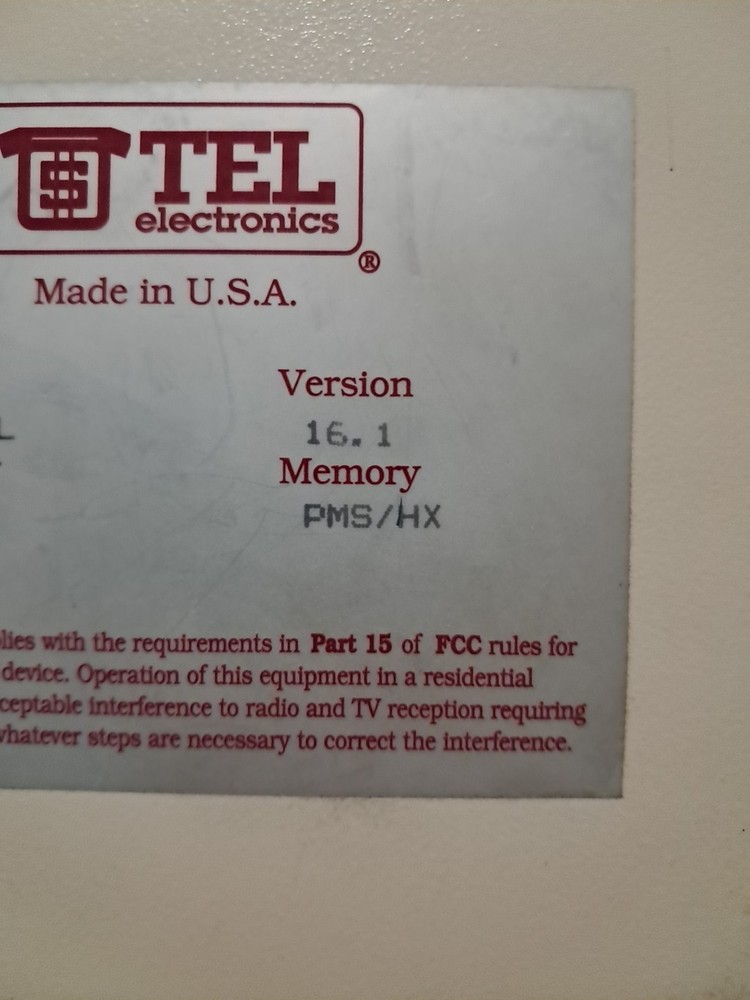 TEL
electronics
®
Made in U.S.A.
Version
16.1
Memory
PMS/HX
with the requirements in Part 15 of FCC rules for
device. Operation of this equipment in a residential
interference to radio and TV reception requiring
whatever steps are necessary to correct the interference.